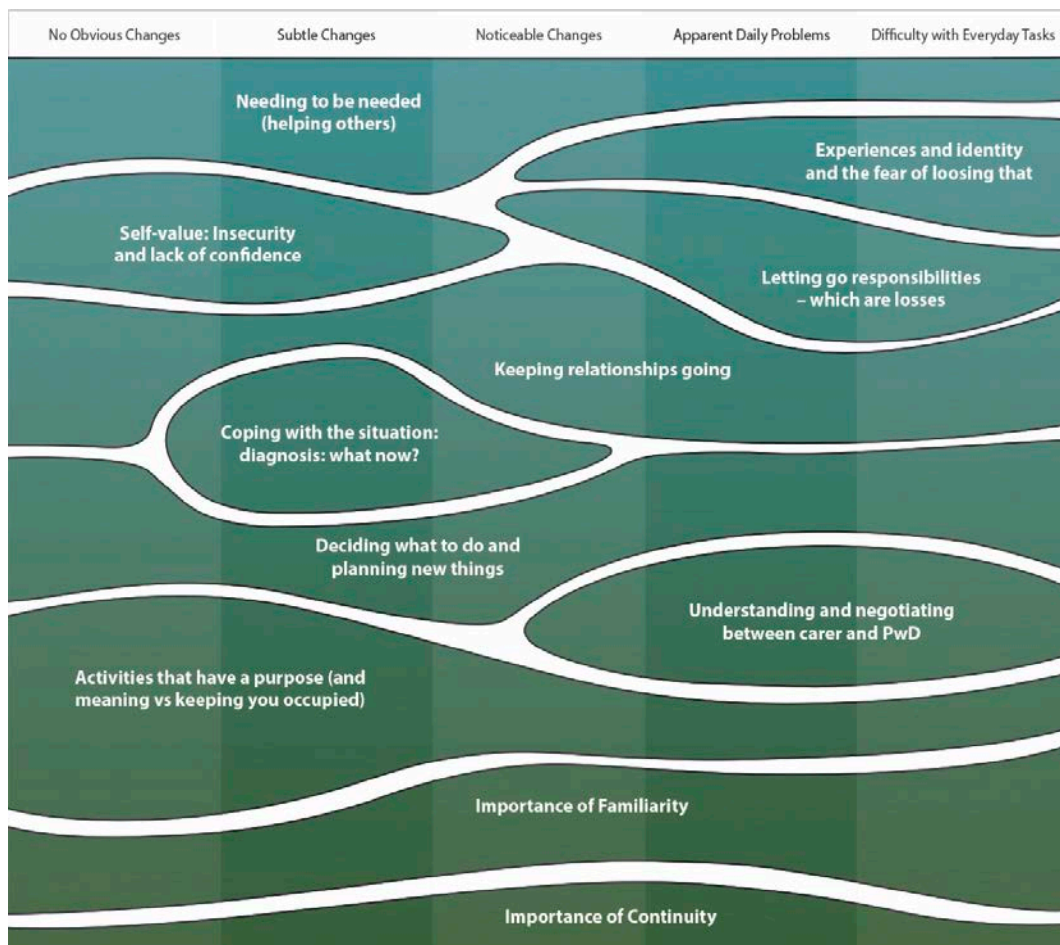 No Obvious Changes
Subtle Changes
Noticeable Changes
Apparent Daily Problems
Difficulty with Everyday Tasks
Needing to be needed
(helping others)
Experiences and identity
and the fear of loosing that
Self-value: Insecurity
and lack of confidence
Letting go responsibilities
– which are losses
Keeping relationships going
Coping with the situation:
diagnosis: what now?
Deciding what to do and
planning new things
Understanding and negotiating
between carer and PwD
Activities that have a purpose (and
meaning vs keeping you occupied)
Importance of Familiarity
Importance of Continuity